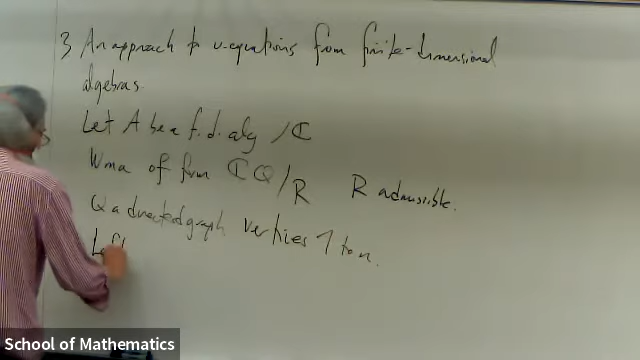 3 An approach to u-equations from finite-dimensional
algebras.
Let A be a f.d. alg / ℂ
Wma of form ℂQ/R R admissible.
Q a directed graph vertices 1 to n.
Left
School of Mathematics